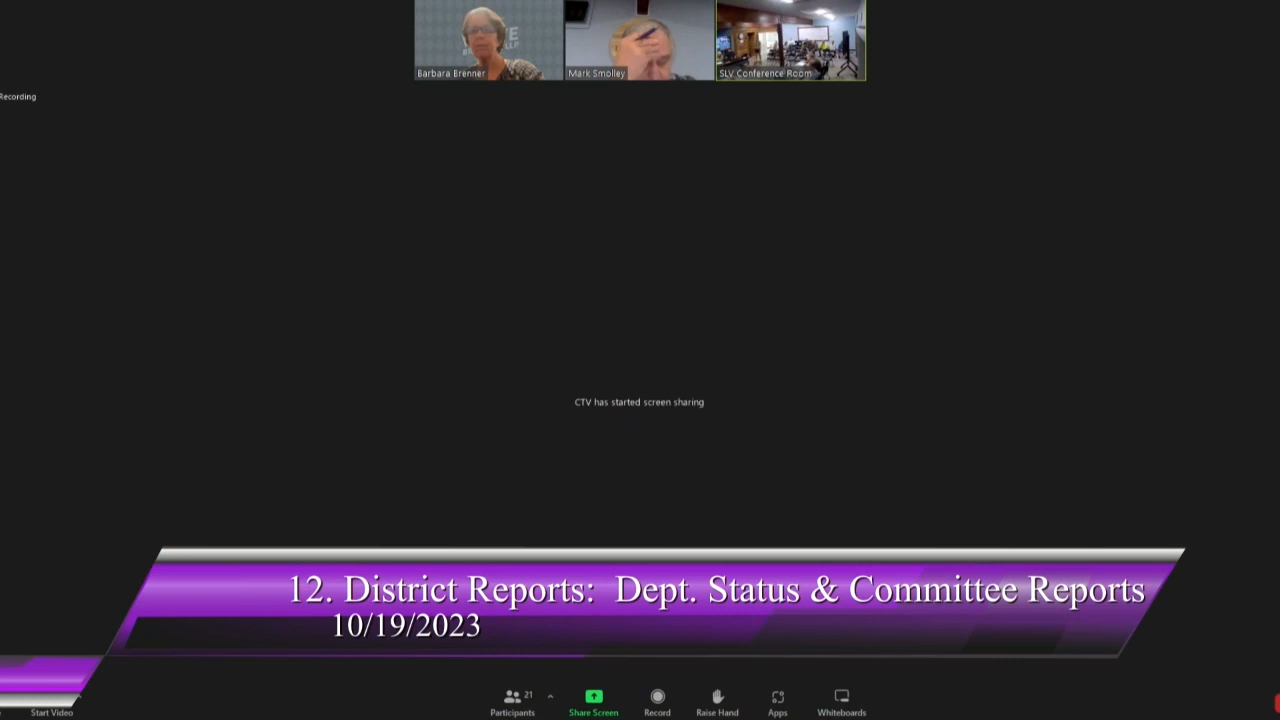 Barbara Brenner
Mark Smolley
SLV Conference Room
Recording
CTV has started screen sharing
12. District Reports: Dept. Status & Committee Reports
10/19/2023
Start Video
21
Participants
Share Screen
Record
Raise Hand
Apps
Whiteboards